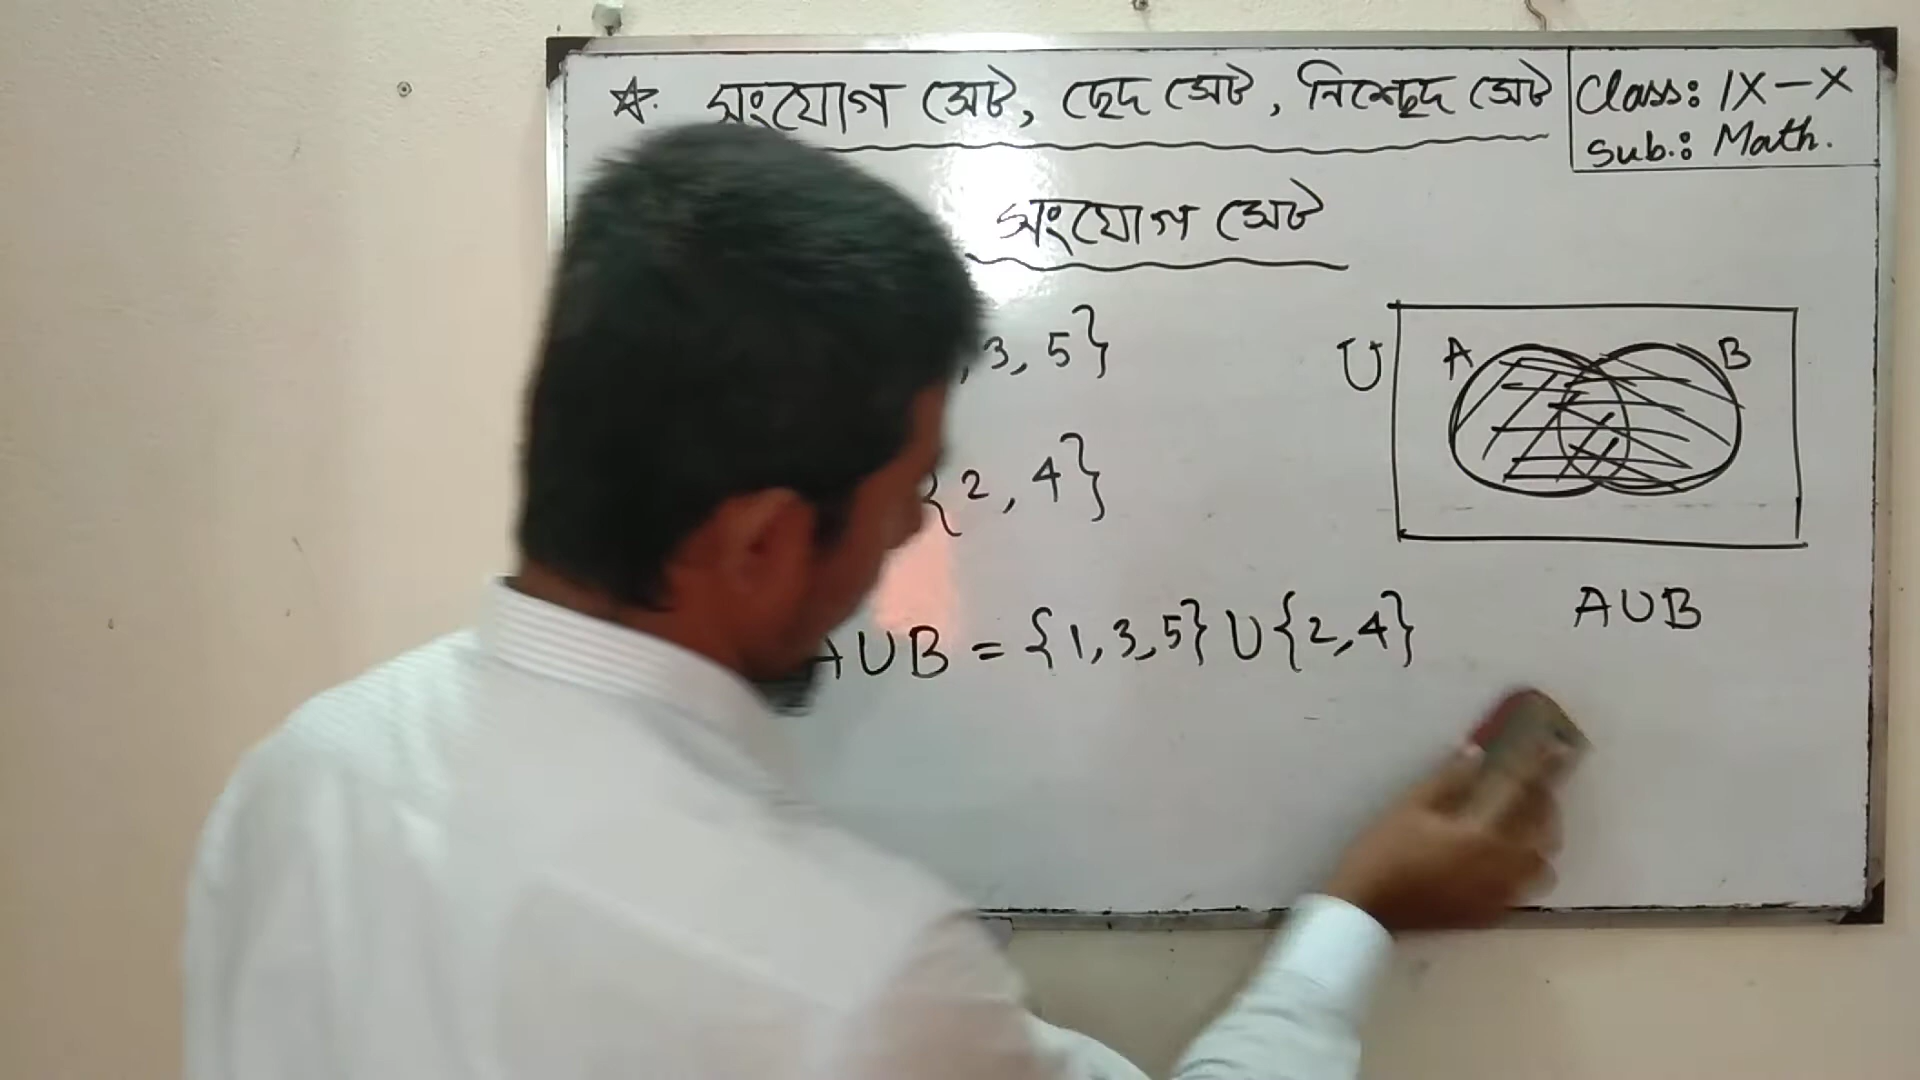 সংযোগ সেট, ছেদ সেট, নিশ্ছেদ সেট
Class: IX-X
Sub.: Math.
সংযোগ সেট
, 3, 5}
{2, 4}
U
A
B
AUB = {1, 3, 5} U {2, 4}
AUB